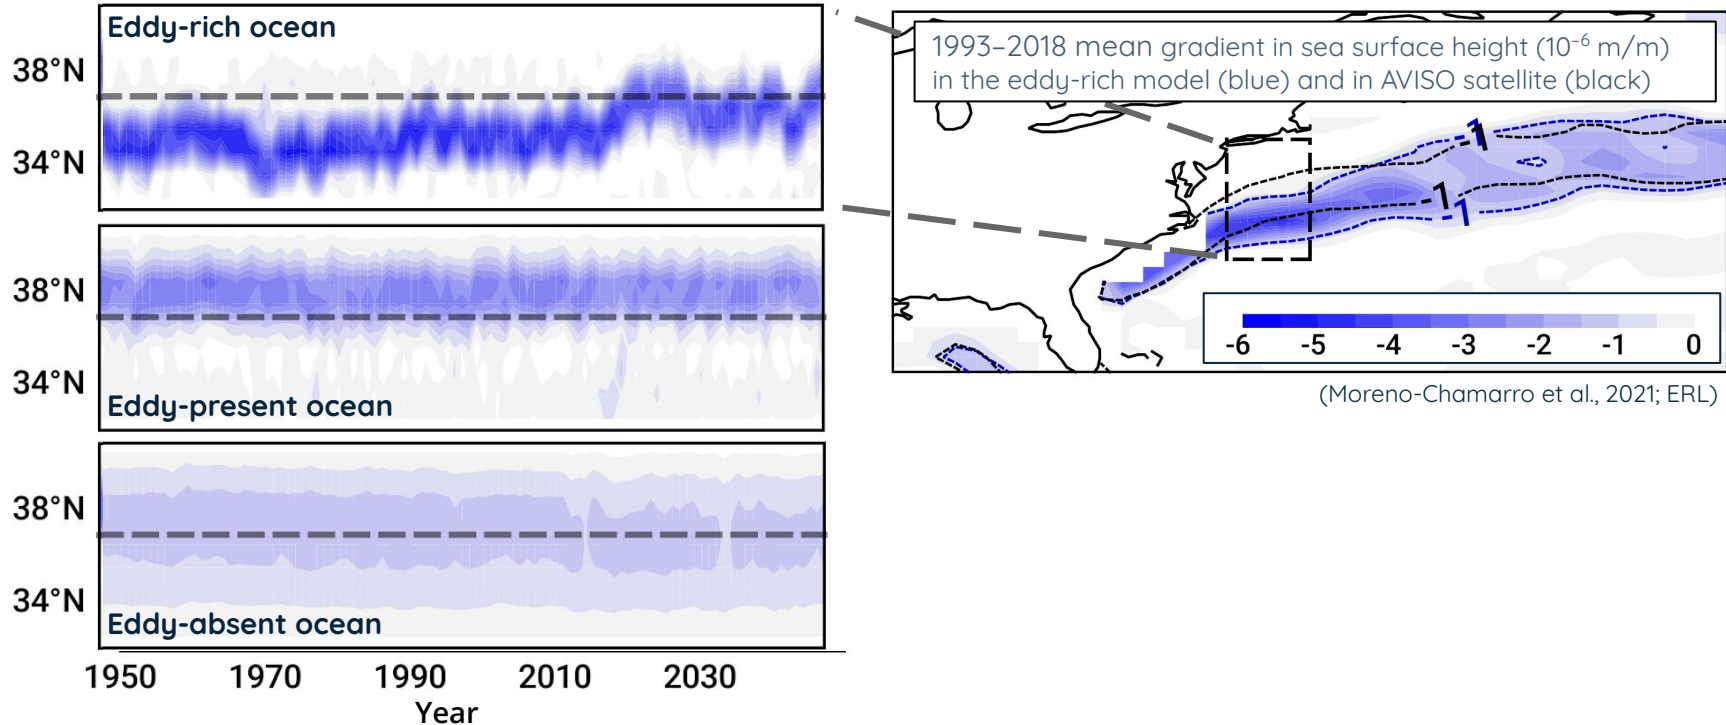 Eddy-rich ocean
38°N
34°N
38°N
34°N
Eddy-present ocean
38°N
34°N
Eddy-absent ocean
1950 1970 1990 2010 2030
Year
1993–2018 mean gradient in sea surface height (10⁻⁶ m/m)
in the eddy-rich model (blue) and in AVISO satellite (black)
1
1
1
1
-6 -5 -4 -3 -2 -1 0
(Moreno-Chamarro et al., 2021; ERL)